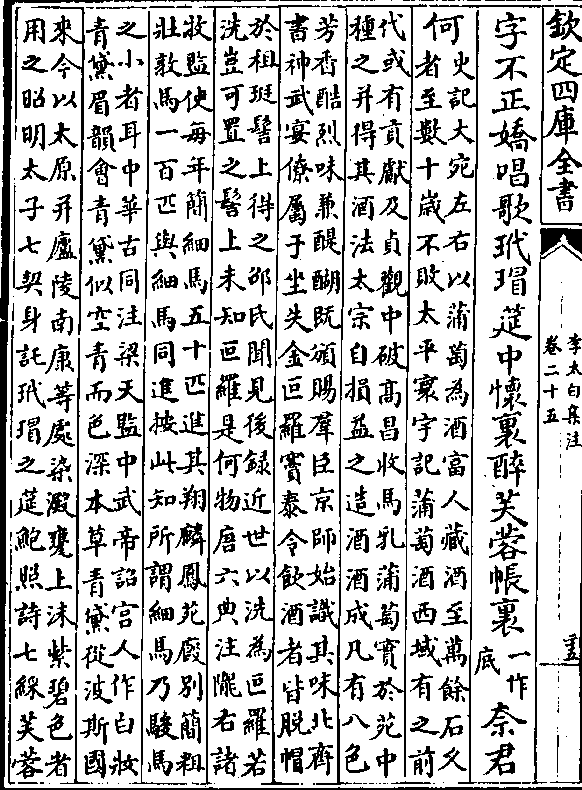 欽定四庫全書
李太白集注
卷二十五
字不正嬌唱歌玳瑁筵中懷裏醉芙蓉帳裏一作底奈君
何史記大宛左右以蒲萄為酒富人藏酒至萬餘石久
者至數十歲不敗太平寰宇記蒲萄酒西域有之前
代或有貢獻及貞觀中破高昌收馬乳蒲萄實於苑中
種之并得其酒法太宗自損益之造酒酒成凡有八色
芳香酷烈味兼醍醐既頒賜羣臣京師始識其味北齊
書神武宴僚屬于坐失金叵羅竇泰令飲酒者皆脱帽
於祖珽髻上得之邵氏聞見後録近世以洗為叵羅若
洗豈可置之髻上未知叵羅是何物唐六典注隴右諸
牧監使每年簡細馬五十匹進其翔麟鳳苑廐别簡粗
壯敦馬一百匹與細馬同進按此知所謂細馬乃駿馬
之小者耳中華古同注梁天監中武帝詔宫人作白妝
青黛眉韻會青黛似空青而色深本草青黛從波斯國
來今以太原并廬陵南康等處染澱甕上沫紫碧色者
用之昭明太子七契身託玳瑁之筵鮑照詩七綵芙蓉